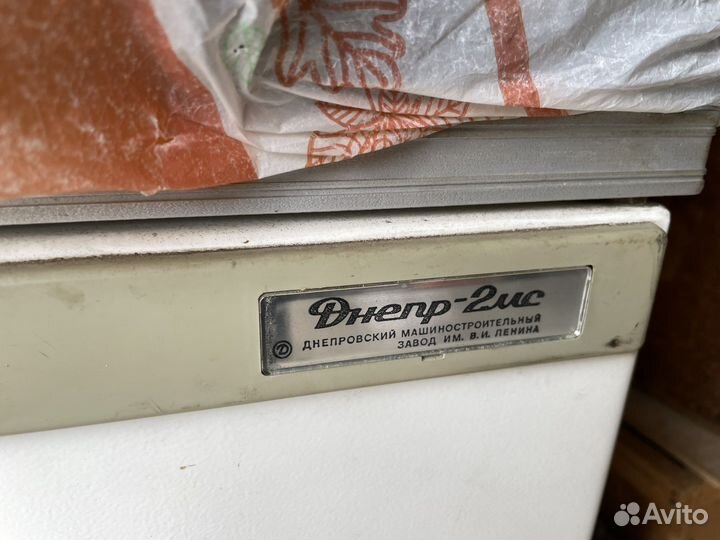 Днепр-2мс
ДНЕПРОВСКИЙ МАШИНОСТРОИТЕЛЬНЫЙ
ЗАВОД ИМ. В.И. ЛЕНИНА
Avito